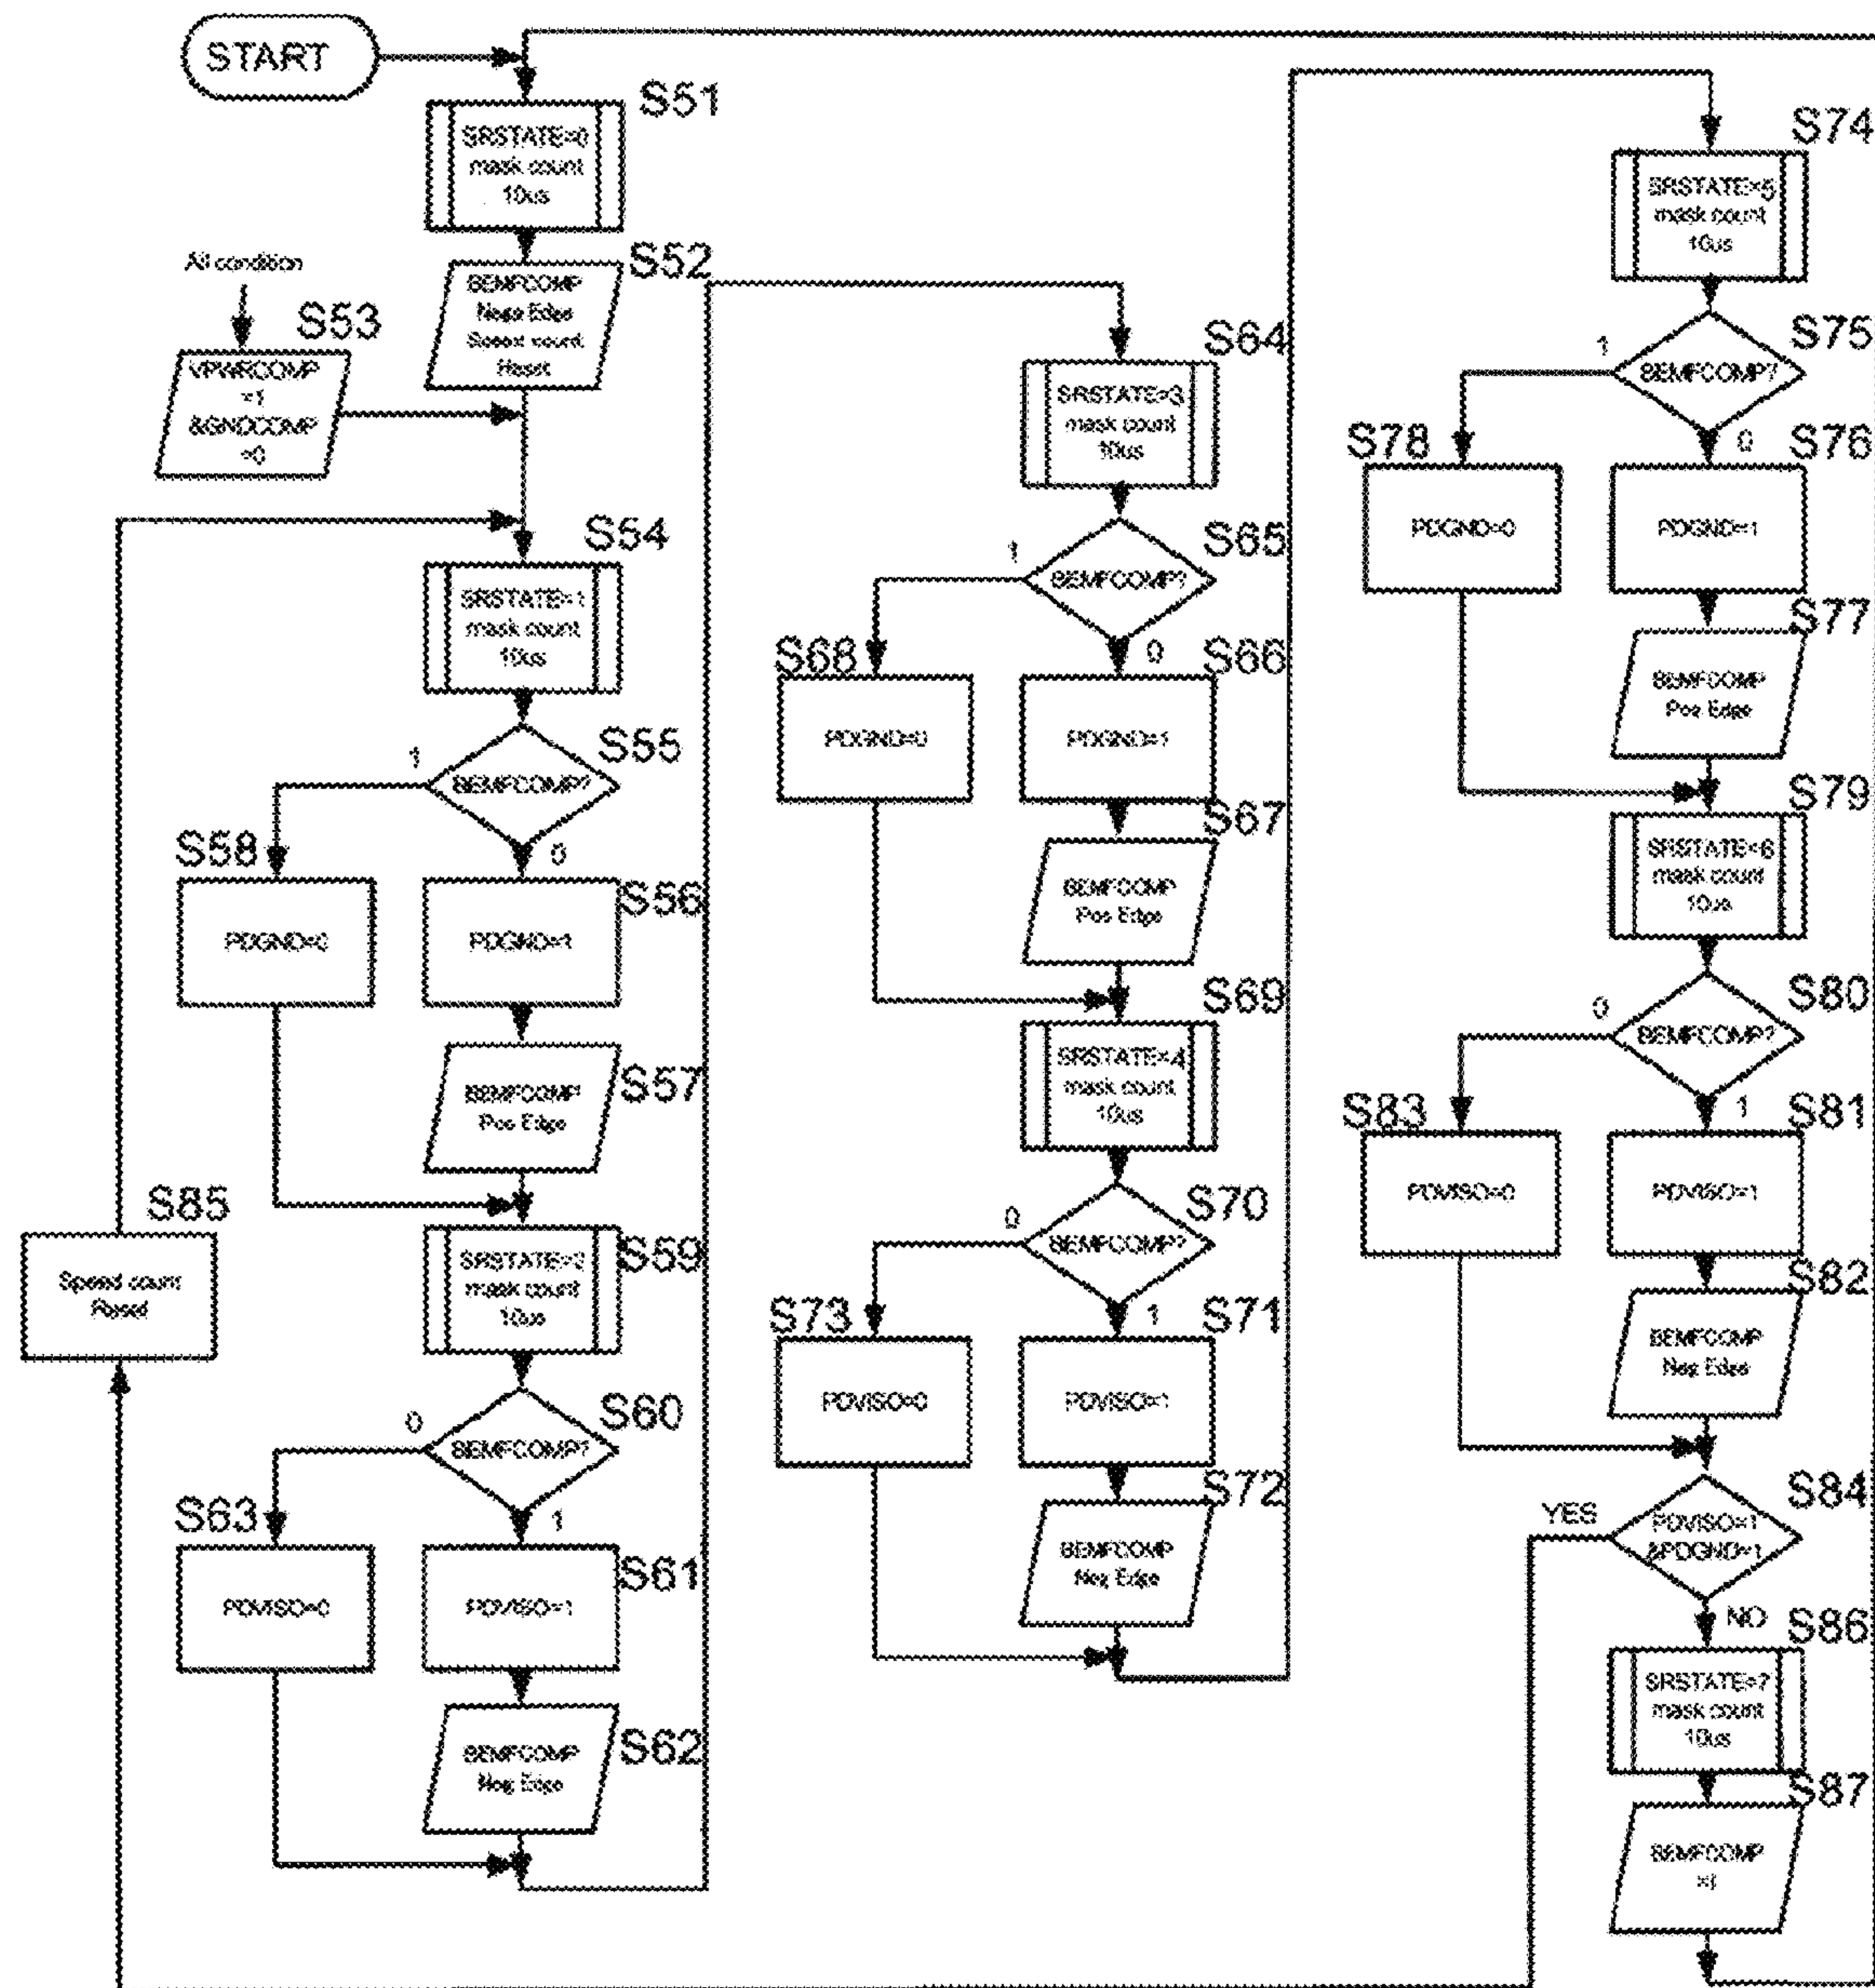 START
S51
SRSTATE=0
mask count
10us
S52
BEMFCOMP
Nege Edge
Speed count
Reset
All condition
S53
VPWRCOMP
=1
&GNDCOMP
=0
S54
SRSTATE=1
mask count
10us
S55
BEMFCOMP?
1
0
S58
PDGND=0
S56
PDGND=1
S57
BEMFCOMP
Pos Edge
S59
SRSTATE=2
mask count
10us
S85
Speed count
Reset
S60
BEMFCOMP?
0
1
S63
PDVISO=0
S61
PDVISO=1
S62
BEMFCOMP
Neg Edge
S64
SRSTATE=3
mask count
10us
S65
BEMFCOMP?
1
0
S68
PDGND=0
S66
PDGND=1
S67
BEMFCOMP
Pos Edge
S69
SRSTATE=4
mask count
10us
S70
BEMFCOMP?
0
1
S73
PDVISO=0
S71
PDVISO=1
S72
BEMFCOMP
Neg Edge
S74
SRSTATE=5
mask count
10us
S75
BEMFCOMP?
1
0
S78
PDGND=0
S76
PDGND=1
S77
BEMFCOMP
Pos Edge
S79
SRSTATE=6
mask count
10us
S80
BEMFCOMP?
0
1
S83
PDVISO=0
S81
PDVISO=1
S82
BEMFCOMP
Neg Edge
S84
PDVISO=1
&PDGND=1
YES
NO
S86
SRSTATE=7
mask count
10us
S87
BEMFCOMP